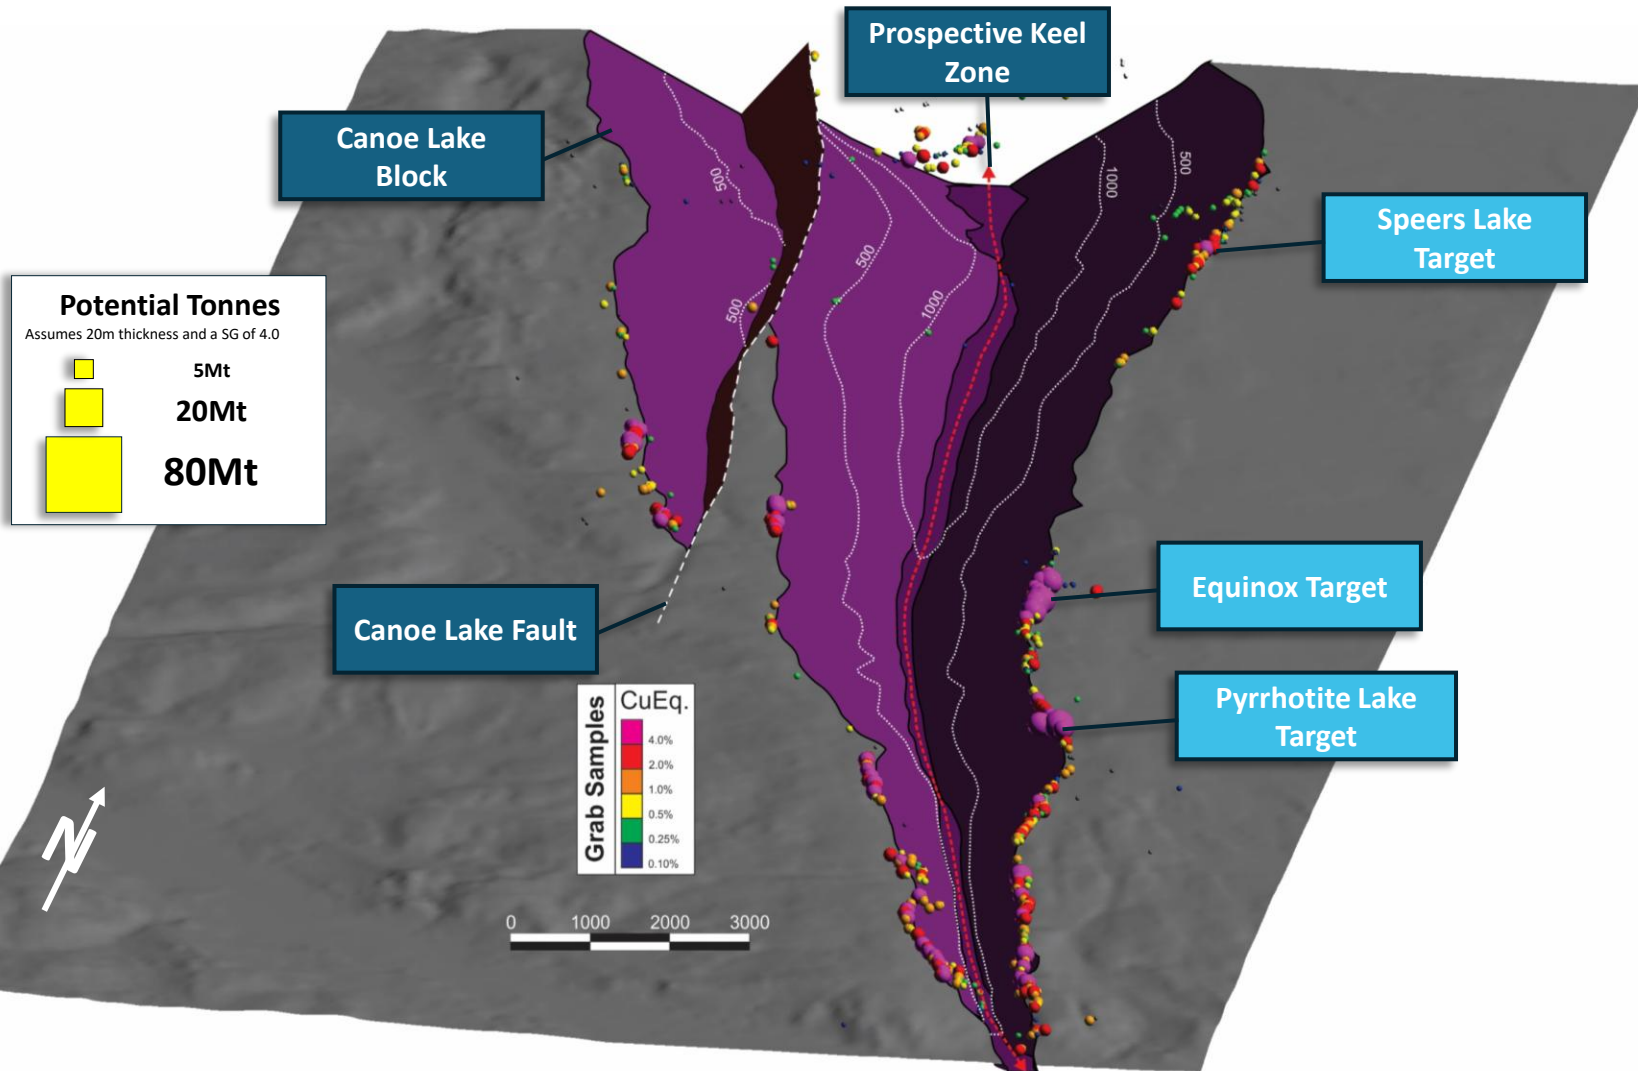 Prospective Keel
Zone
Canoe Lake
Block
Speers Lake
Target
Potential Tonnes
Assumes 20m thickness and a SG of 4.0
5Mt
20Mt
80Mt
500
500
500
1000
1000
500
Equinox Target
Canoe Lake Fault
Pyrrhotite Lake
Target
Grab Samples
CuEq.
4.0%
2.0%
1.0%
0.5%
0.25%
0.10%
N
0 1000 2000 3000